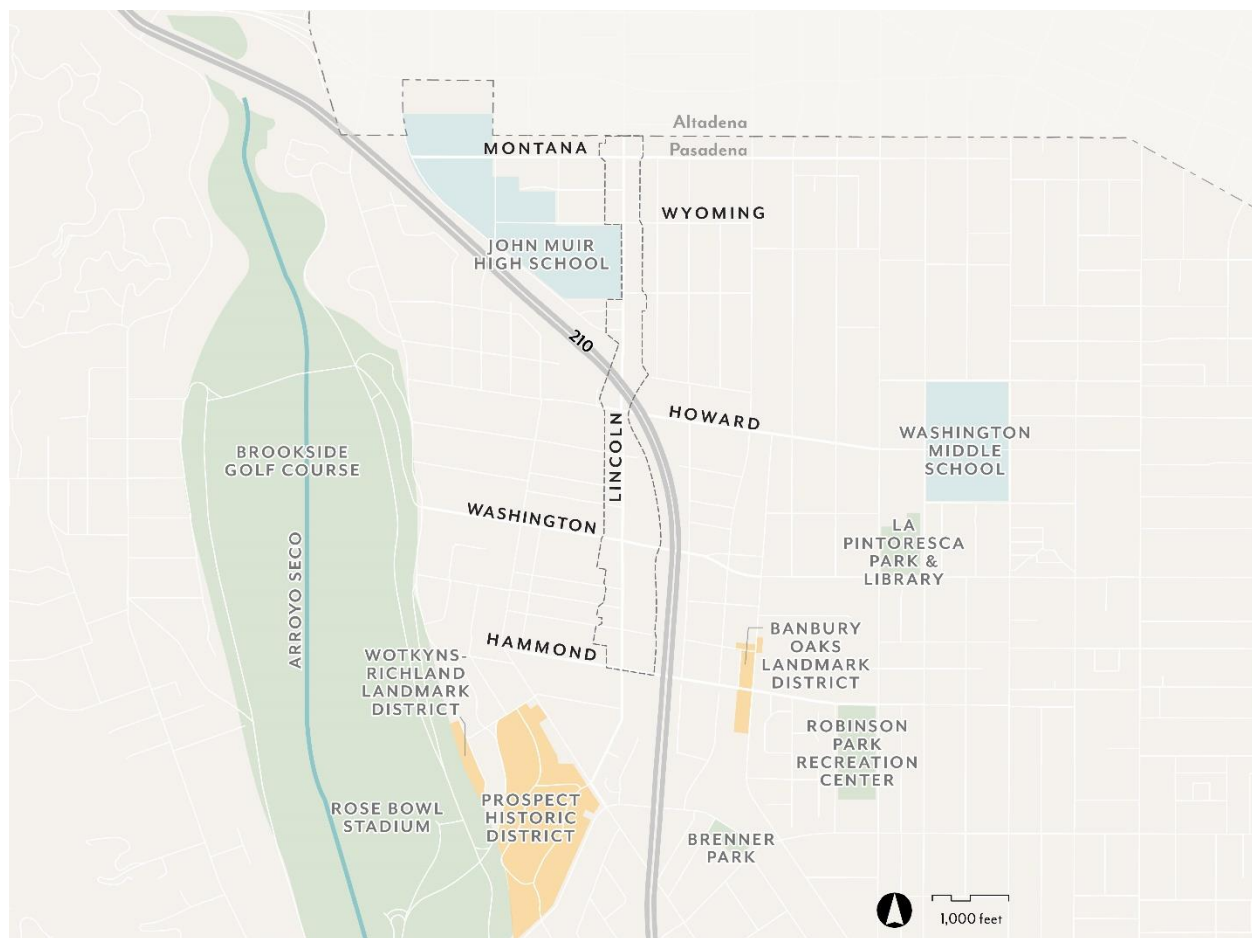 Altadena
Pasadena
MONTANA
WYOMING
JOHN MUIR
HIGH SCHOOL
210
HOWARD
LINCOLN
WASHINGTON
MIDDLE
SCHOOL
BROOKSIDE
GOLF COURSE
WASHINGTON
ARROYO SECO
LA
PINTORESCA
PARK &
LIBRARY
HAMMOND
BANBURY
OAKS
LANDMARK
DISTRICT
WOTKYNS-
RICHLAND
LANDMARK
DISTRICT
ROBINSON
PARK
RECREATION
CENTER
ROSE BOWL
STADIUM
PROSPECT
HISTORIC
DISTRICT
BRENNER
PARK
1,000 feet